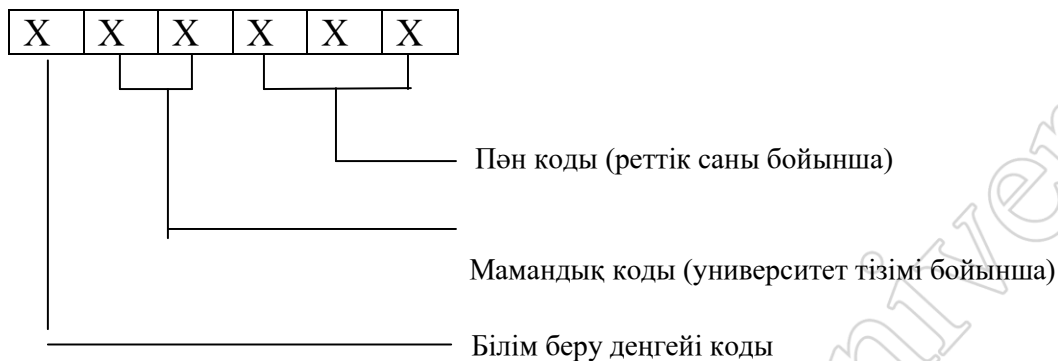 X X X X X X
Пән коды (реттік саны бойынша)
Мамандық коды (университет тізімі бойынша)
Білім беру деңгейі коды